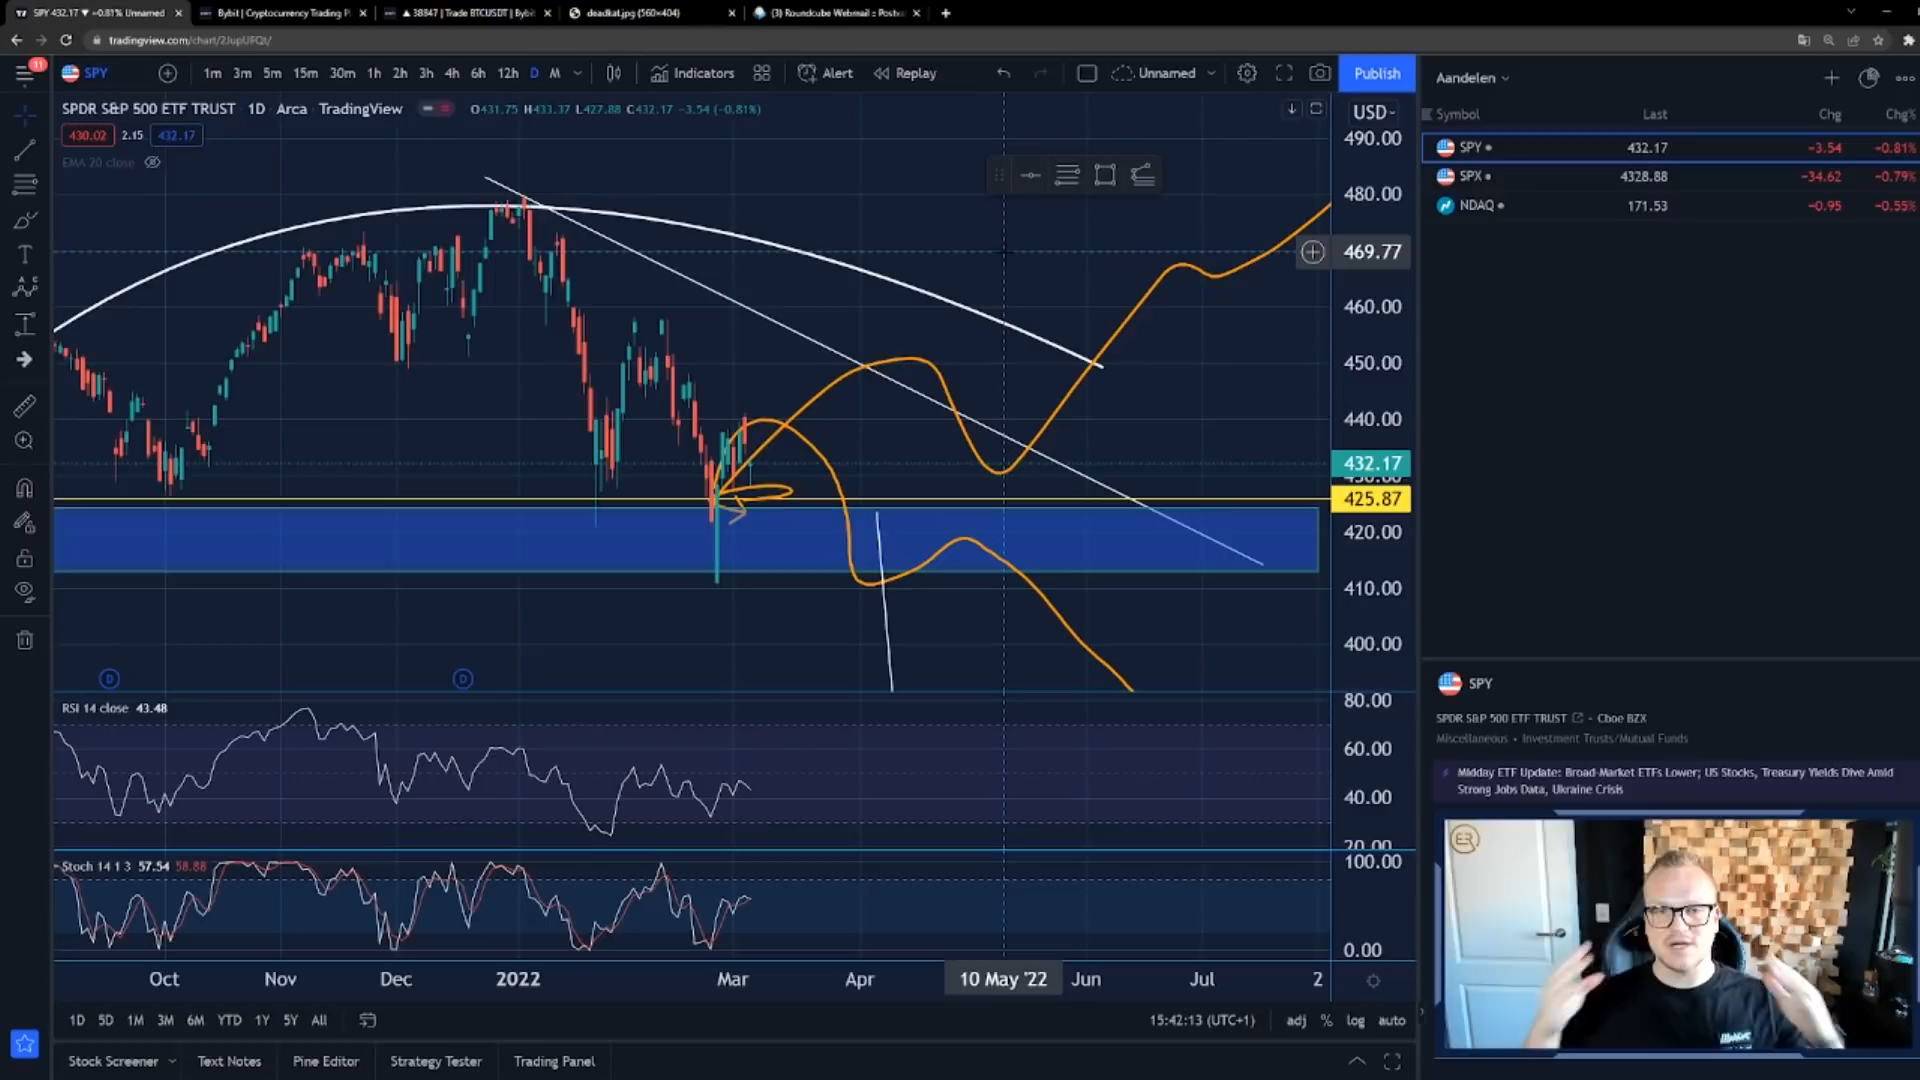 SPY 432.17 ▼ −0.81% Unnamed
Bybit | Cryptocurrency Trading
▲ 38847 | Trade BTCUSDT | Bybit
deadkat.jpg (560×404)
(3) Roundcube Webmail ::
tradingview.com/chart/2JupUFQt/
11
SPY
1m 3m 5m 15m 30m 1h 2h 3h 4h 6h 12h D M
Indicators
Alert
Replay
Unnamed
Publish
SPDR S&P 500 ETF TRUST · 1D · Arca · TradingView
O431.75 H433.37 L427.88 C432.17 −3.54 (−0.81%)
430.02 2.15 432.17
EMA 20 close
USD
490.00
480.00
469.77
460.00
450.00
440.00
432.17
430.00
425.87
420.00
410.00
400.00
D
D
RSI 14 close 43.48
80.00
60.00
40.00
20.00
Stoch 14 1 3 57.54 58.88
100.00
0.00
Oct Nov Dec 2022 Mar Apr 10 May '22 Jun Jul 2
1D 5D 1M 3M 6M YTD 1Y 5Y All
15:42:13 (UTC+1)
adj % log auto
Stock Screener
Text Notes
Pine Editor
Strategy Tester
Trading Panel
Aandelen
Symbol Last Chg Chg%
SPY 432.17 −3.54 −0.81%
SPX 4328.88 −34.62 −0.79%
NDAQ 171.53 −0.95 −0.55%
SPY
SPDR S&P 500 ETF TRUST - Cboe BZX
Miscellaneous • Investment Trusts/Mutual Funds
Midday ETF Update: Broad-Market ETFs Lower; US Stocks, Treasury Yields Dive Amid
Strong Jobs Data, Ukraine Crisis
ER